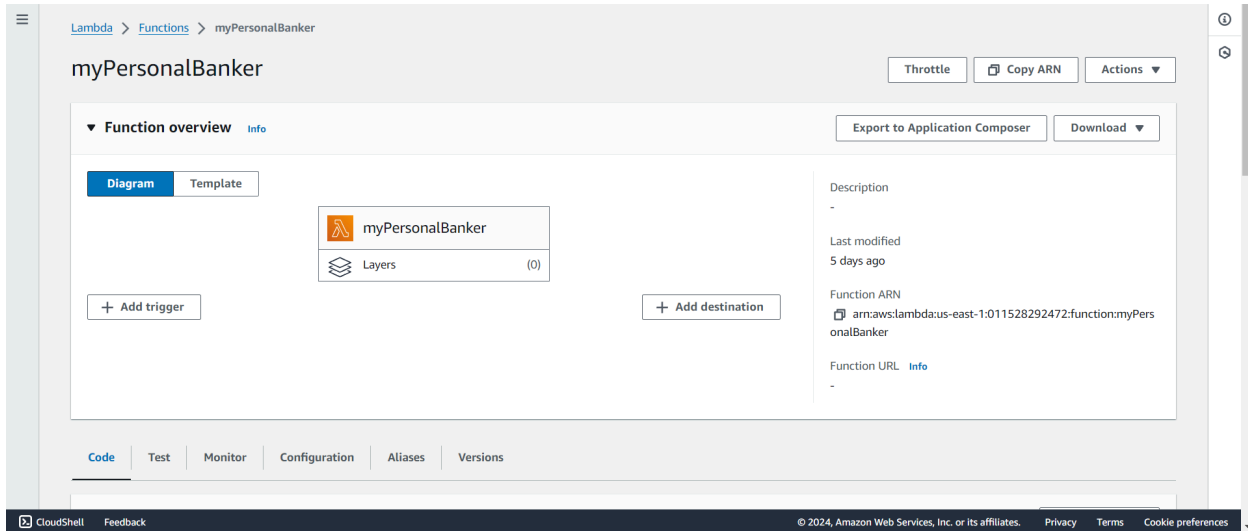 Lambda > Functions > myPersonalBanker
myPersonalBanker
Throttle
Copy ARN
Actions
Function overview Info
Export to Application Composer
Download
Diagram
Template
myPersonalBanker
Layers (0)
+ Add trigger
+ Add destination
Description
-
Last modified
5 days ago
Function ARN
arn:aws:lambda:us-east-1:011528292472:function:myPers
onalBanker
Function URL Info
-
Code Test Monitor Configuration Aliases Versions
CloudShell Feedback © 2024, Amazon Web Services, Inc. or its affiliates. Privacy Terms Cookie preferences